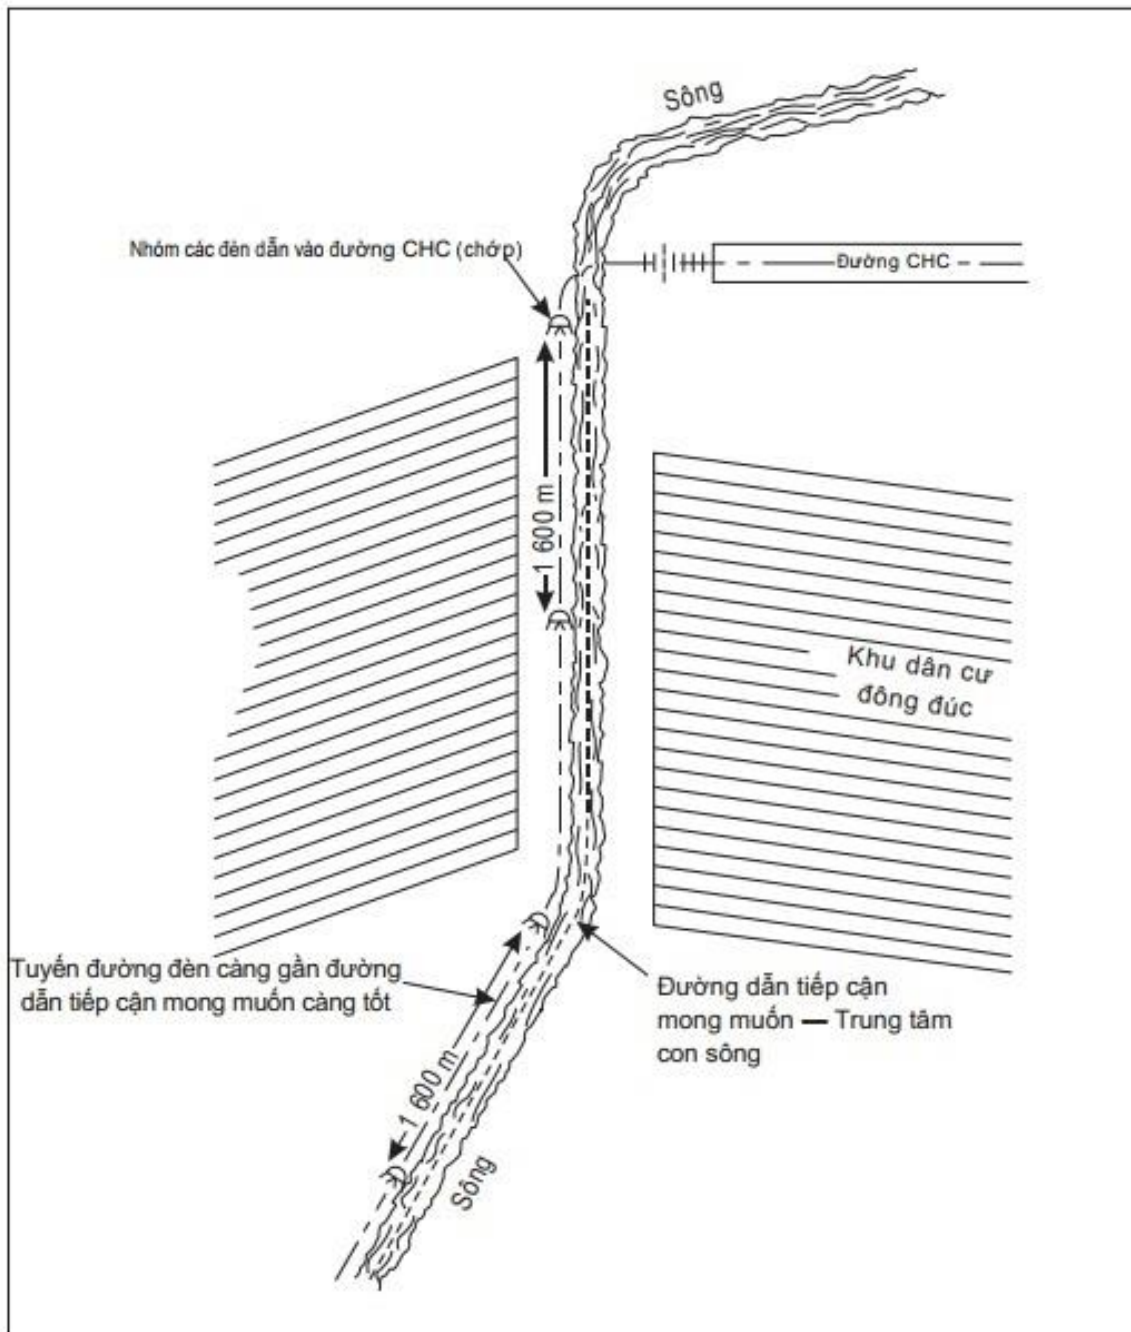 Sông
Nhóm các đèn dẫn vào đường CHC (chớp)
Đường CHC
1 600 m
Khu dân cư
đông đúc
Tuyến đường đèn càng gần đường
dẫn tiếp cận mong muốn càng tốt
Đường dẫn tiếp cận
mong muốn — Trung tâm
con sông
1 600 m
Sông